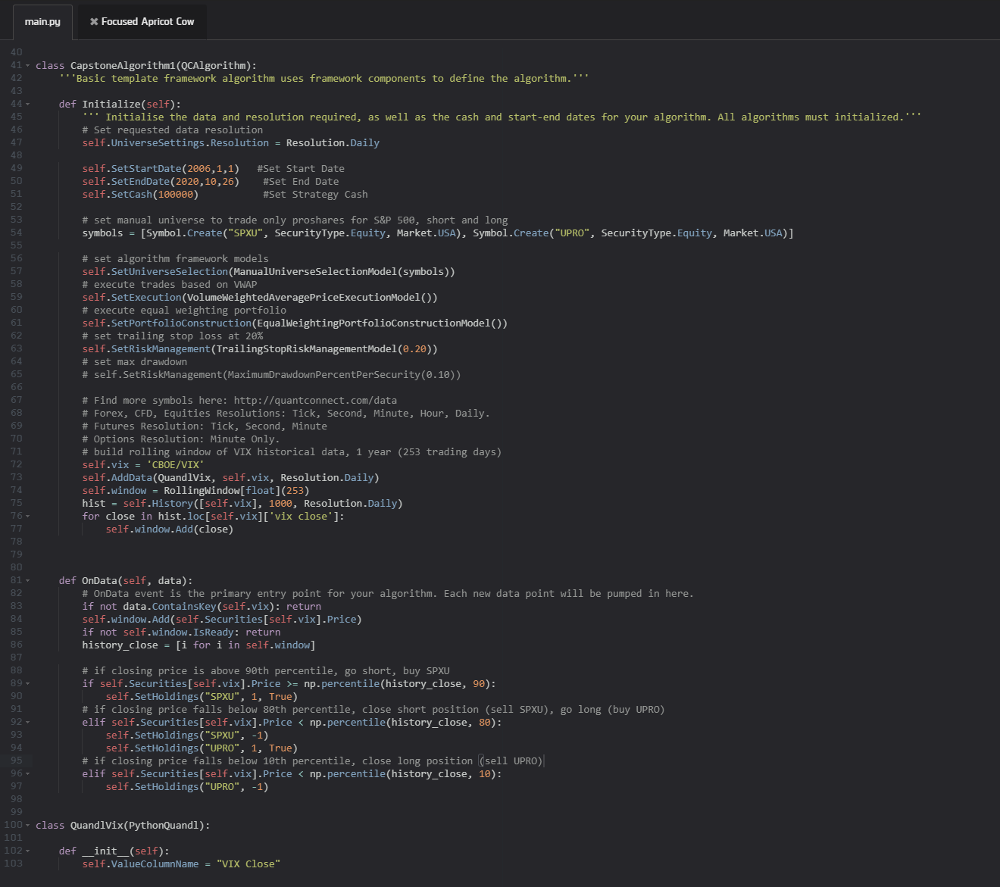 main.py
✖ Focused Apricot Cow
40
41 class CapstoneAlgorithm1(QCAlgorithm):
42     '''Basic template framework algorithm uses framework components to define the algorithm.'''
43
44     def Initialize(self):
45         ''' Initialise the data and resolution required, as well as the cash and start-end dates for your algorithm. All algorithms must initialized.'''
46         # Set requested data resolution
47         self.UniverseSettings.Resolution = Resolution.Daily
48
49         self.SetStartDate(2006,1,1)   #Set Start Date
50         self.SetEndDate(2020,10,26)    #Set End Date
51         self.SetCash(100000)           #Set Strategy Cash
52
53         # set manual universe to trade only proshares for S&P 500, short and long
54         symbols = [Symbol.Create("SPXU", SecurityType.Equity, Market.USA), Symbol.Create("UPRO", SecurityType.Equity, Market.USA)]
55
56         # set algorithm framework models
57         self.SetUniverseSelection(ManualUniverseSelectionModel(symbols))
58         # execute trades based on VWAP
59         self.SetExecution(VolumeWeightedAveragePriceExecutionModel())
60         # execute equal weighting portfolio
61         self.SetPortfolioConstruction(EqualWeightingPortfolioConstructionModel())
62         # set trailing stop loss at 20%
63         self.SetRiskManagement(TrailingStopRiskManagementModel(0.20))
64         # set max drawdown
65         # self.SetRiskManagement(MaximumDrawdownPercentPerSecurity(0.10))
66
67         # Find more symbols here: http://quantconnect.com/data
68         # Forex, CFD, Equities Resolutions: Tick, Second, Minute, Hour, Daily.
69         # Futures Resolution: Tick, Second, Minute
70         # Options Resolution: Minute Only.
71         # build rolling window of VIX historical data, 1 year (253 trading days)
72         self.vix = 'CBOE/VIX'
73         self.AddData(QuandlVix, self.vix, Resolution.Daily)
74         self.window = RollingWindow[float](253)
75         hist = self.History([self.vix], 1000, Resolution.Daily)
76         for close in hist.loc[self.vix]['vix close']:
77             self.window.Add(close)
78
79
80
81     def OnData(self, data):
82         # OnData event is the primary entry point for your algorithm. Each new data point will be pumped in here.
83         if not data.ContainsKey(self.vix): return
84         self.window.Add(self.Securities[self.vix].Price)
85         if not self.window.IsReady: return
86         history_close = [i for i in self.window]
87
88         # if closing price is above 90th percentile, go short, buy SPXU
89         if self.Securities[self.vix].Price >= np.percentile(history_close, 90):
90             self.SetHoldings("SPXU", 1, True)
91         # if closing price falls below 80th percentile, close short position (sell SPXU), go long (buy UPRO)
92         elif self.Securities[self.vix].Price < np.percentile(history_close, 80):
93             self.SetHoldings("SPXU", -1)
94             self.SetHoldings("UPRO", 1, True)
95         # if closing price falls below 10th percentile, close long position (sell UPRO)
96         elif self.Securities[self.vix].Price < np.percentile(history_close, 10):
97             self.SetHoldings("UPRO", -1)
98
99
100 class QuandlVix(PythonQuandl):
101
102     def __init__(self):
103         self.ValueColumnName = "VIX Close"